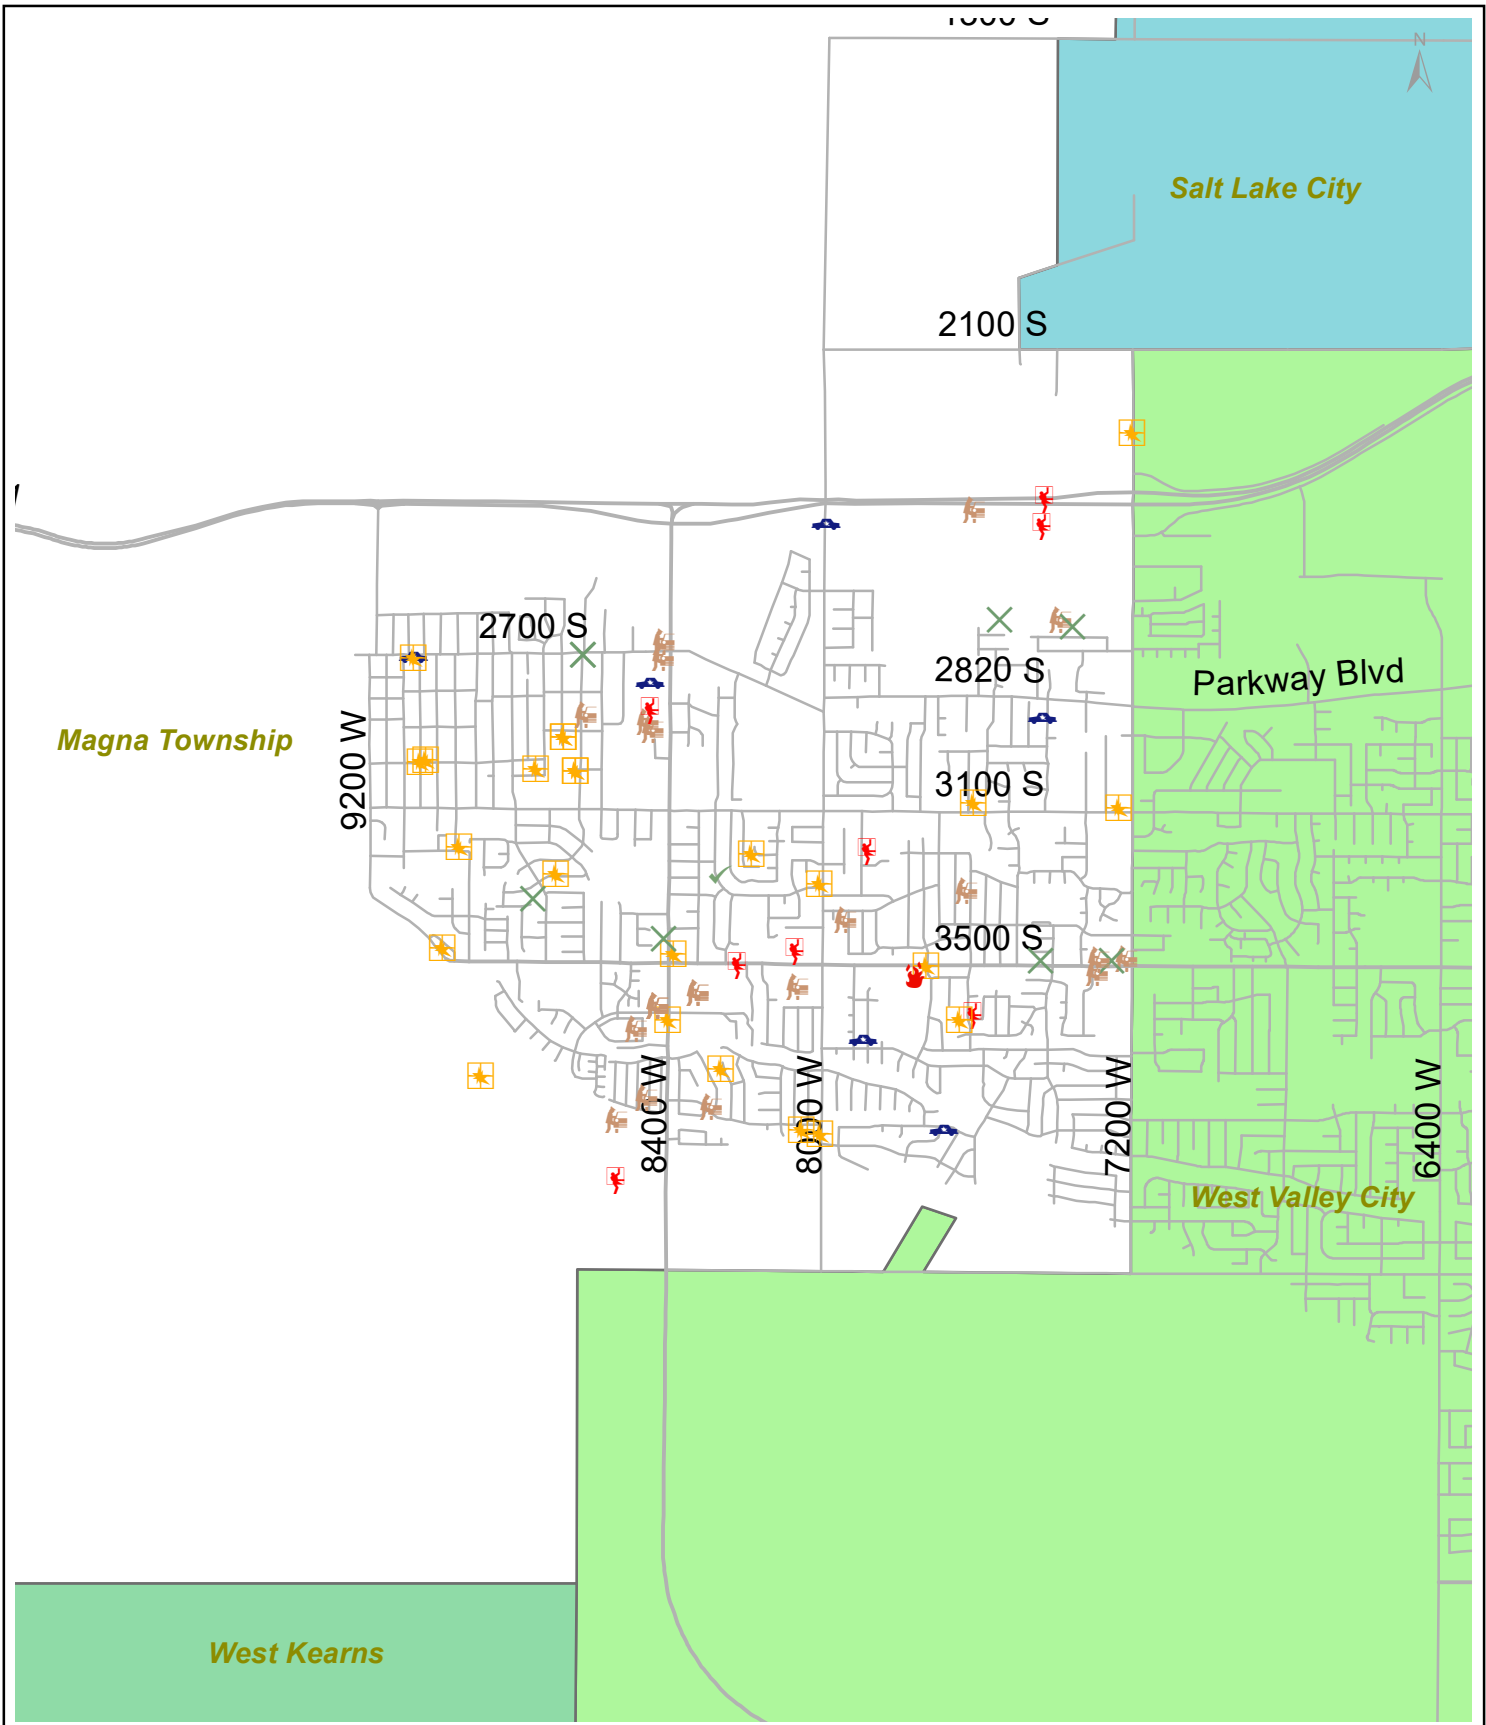 N
Salt Lake City
2100 S
2700 S
2820 S
Parkway Blvd
Magna Township
9200 W
3100 S
3500 S
8400 W
8000 W
7200 W
6400 W
West Valley City
West Kearns